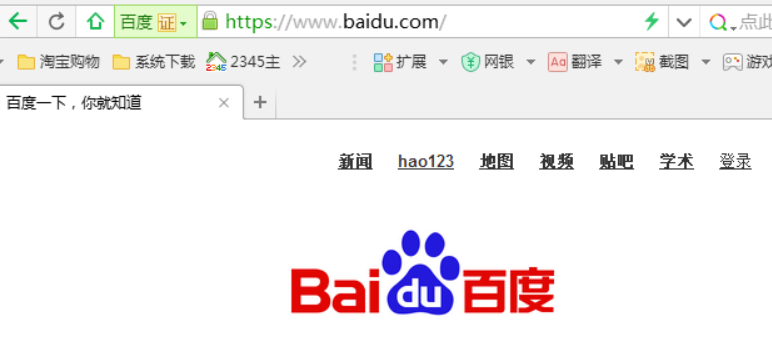 百度 证 https://www.baidu.com/ 点此
淘宝购物 系统下载 2345主 扩展 网银 Aa 翻译 截图 游戏
百度一下，你就知道
新闻 hao123 地图 视频 贴吧 学术 登录
Bai du 百度